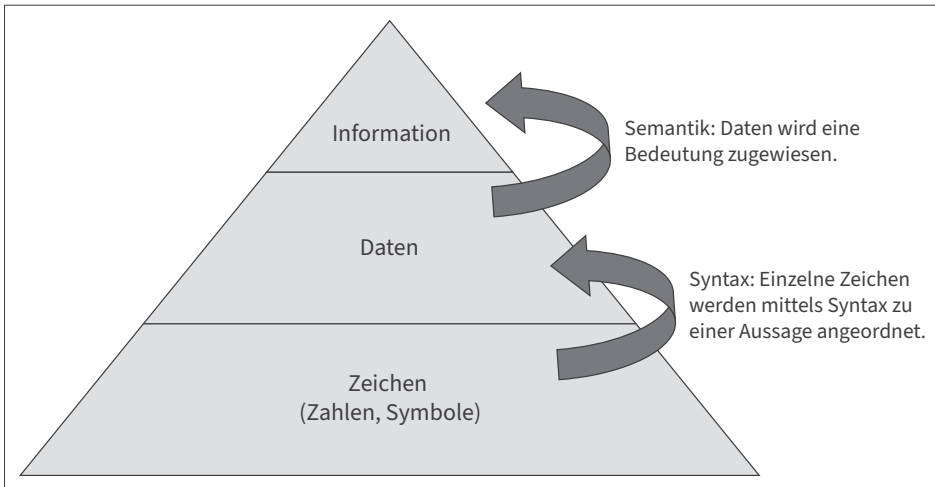 Information
Semantik: Daten wird eine
Bedeutung zugewiesen.
Daten
Syntax: Einzelne Zeichen
werden mittels Syntax zu
einer Aussage angeordnet.
Zeichen
(Zahlen, Symbole)